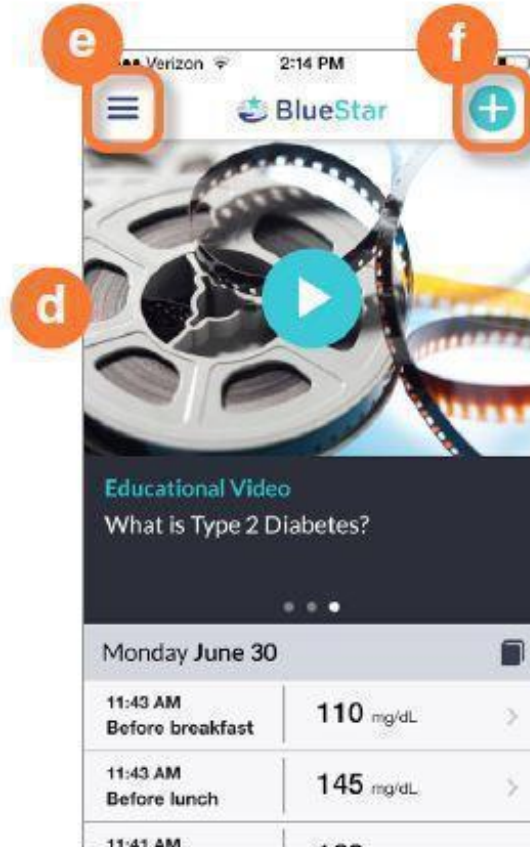 e
f
Verizon 2:14 PM
BlueStar
d
Educational Video
What is Type 2 Diabetes?
Monday June 30
11:43 AM
Before breakfast
110 mg/dL
11:43 AM
Before lunch
145 mg/dL
11:41 AM